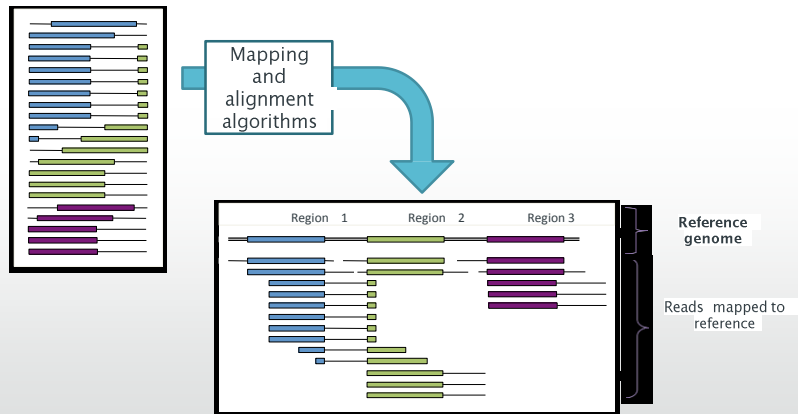 Mapping
and
alignment
algorithms
Region 1 Region 2 Region 3
Reference
genome
Reads mapped to
reference